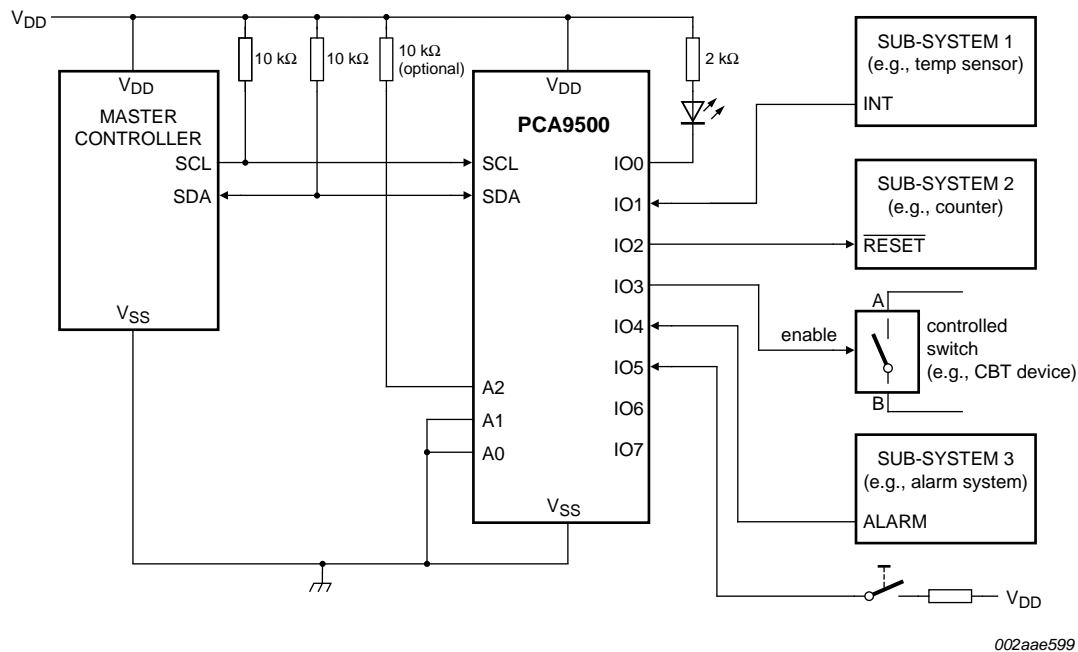 VDD
10 kΩ
10 kΩ
10 kΩ
(optional)
2 kΩ
VDD
MASTER
CONTROLLER
SCL
SDA
VSS
VDD
PCA9500
SCL
SDA
A2
A1
A0
VSS
IO0
IO1
IO2
IO3
IO4
IO5
IO6
IO7
SUB-SYSTEM 1
(e.g., temp sensor)
INT
SUB-SYSTEM 2
(e.g., counter)
RESET
A
enable
B
controlled
switch
(e.g., CBT device)
SUB-SYSTEM 3
(e.g., alarm system)
ALARM
VDD
002aae599